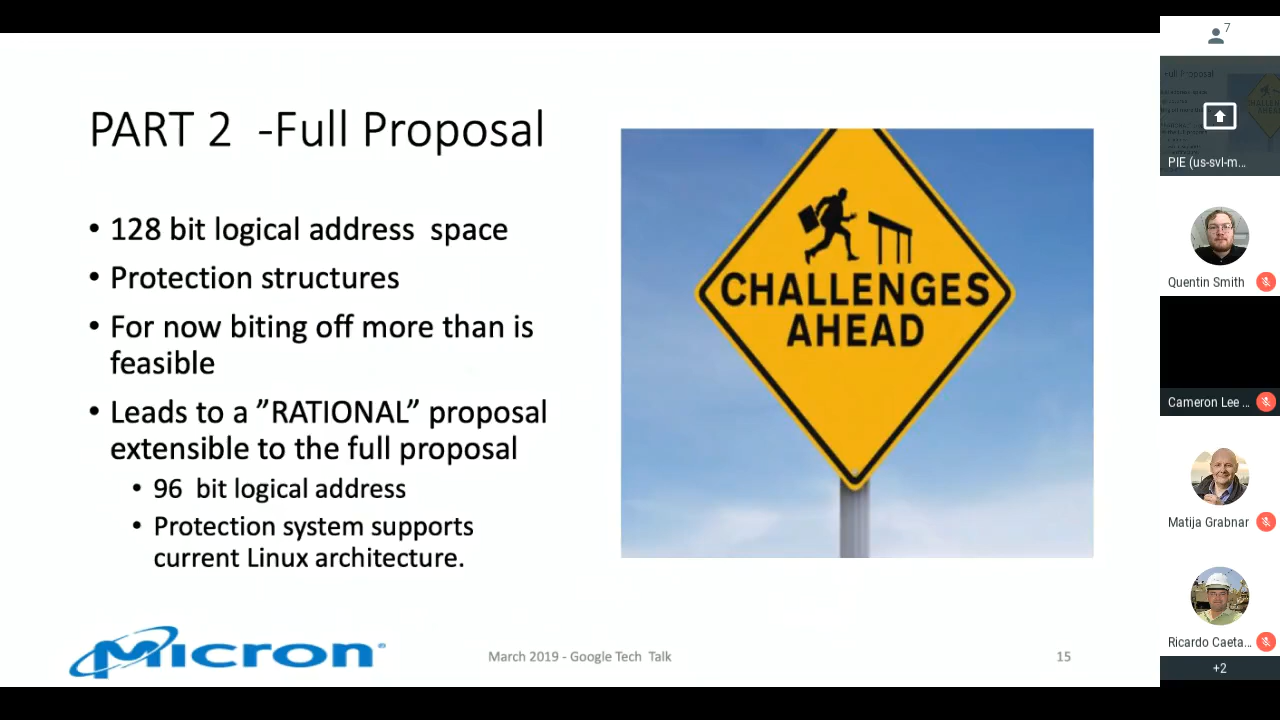 PART 2 -Full Proposal
• 128 bit logical address space
• Protection structures
• For now biting off more than is
feasible
• Leads to a ”RATIONAL” proposal
extensible to the full proposal
• 96 bit logical address
• Protection system supports
current Linux architecture.
CHALLENGES
AHEAD
Micron
March 2019 - Google Tech Talk
15
7
Full Proposal
PIE (us-svl-m...
Quentin Smith
Cameron Lee ...
Matija Grabnar
Ricardo Caeta...
+2